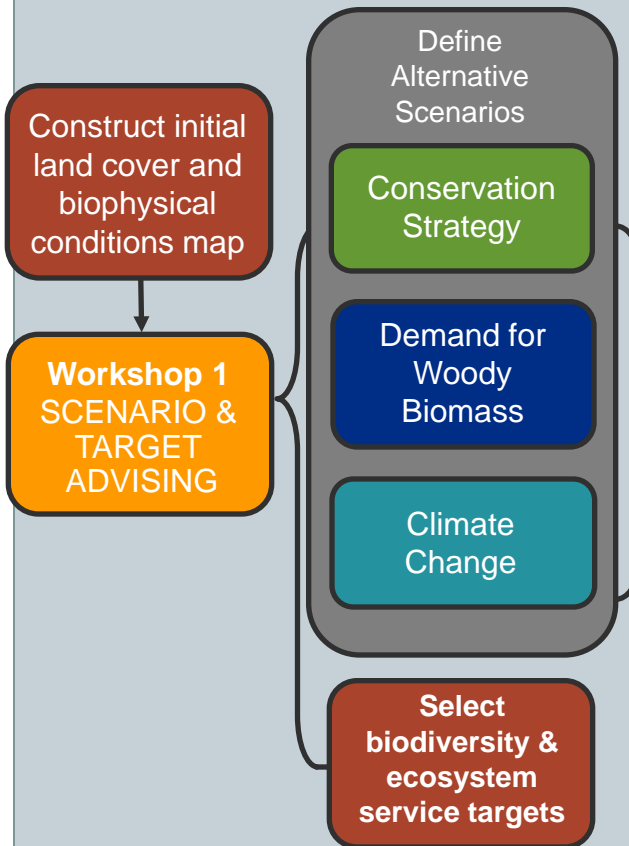 Construct initial
land cover and
biophysical
conditions map
Workshop 1
SCENARIO &
TARGET
ADVISING
Define
Alternative
Scenarios
Conservation
Strategy
Demand for
Woody
Biomass
Climate
Change
Select
biodiversity &
ecosystem
service targets